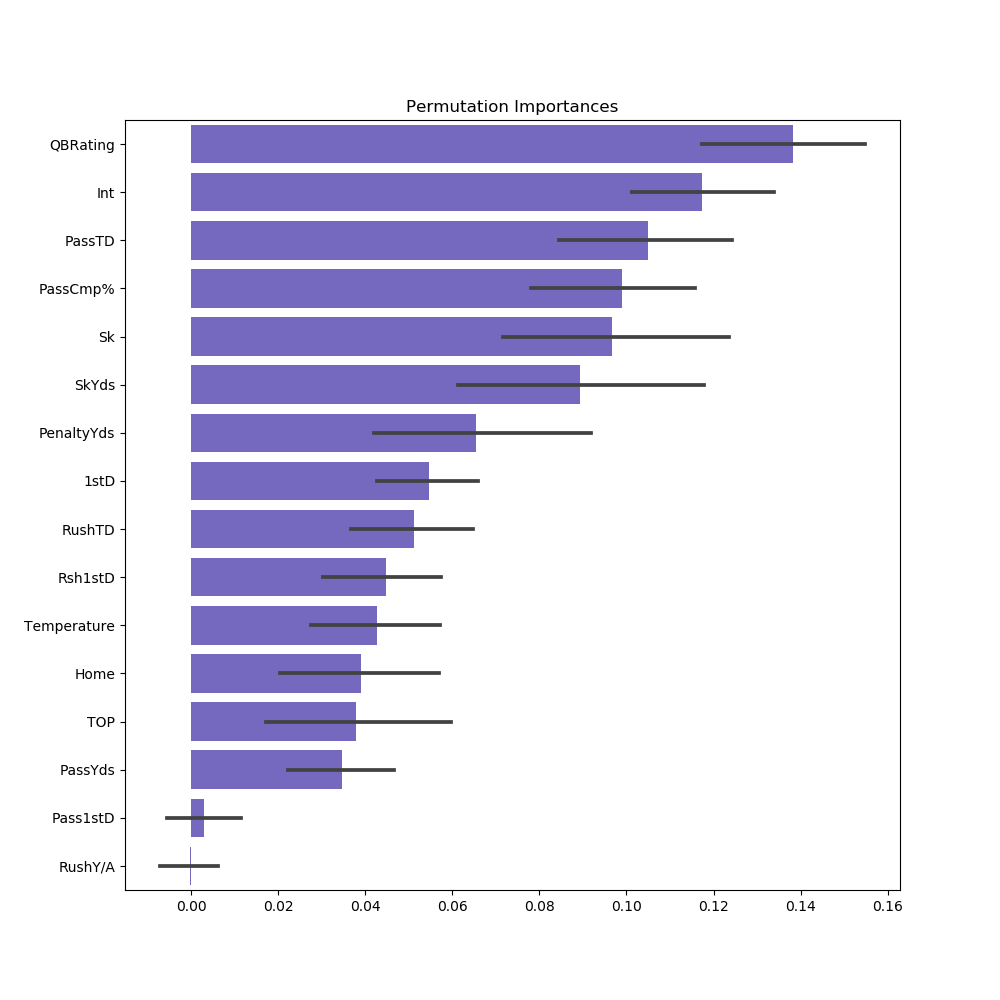 Permutation Importances
QBRating
Int
PassTD
PassCmp%
Sk
SkYds
PenaltyYds
1stD
RushTD
Rsh1stD
Temperature
Home
TOP
PassYds
Pass1stD
RushY/A
0.00 0.02 0.04 0.06 0.08 0.10 0.12 0.14 0.16